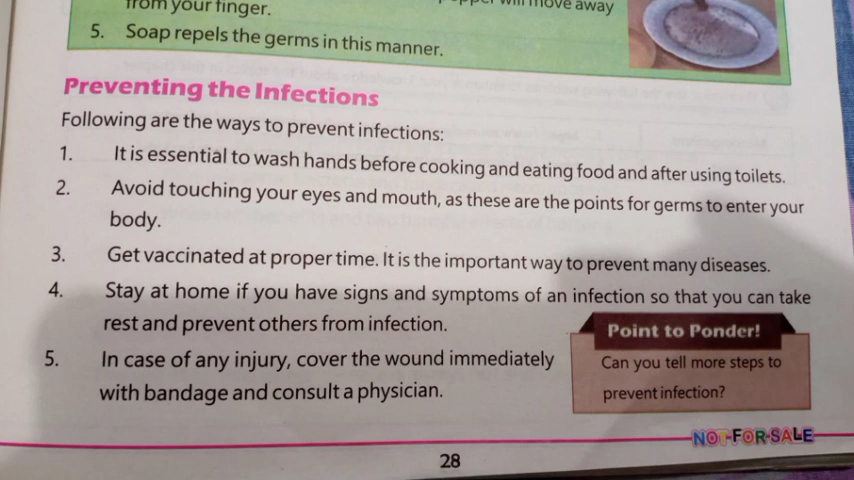 from your finger.
pepper will move away
5. Soap repels the germs in this manner.
Preventing the Infections
Following are the ways to prevent infections:
1. It is essential to wash hands before cooking and eating food and after using toilets.
2. Avoid touching your eyes and mouth, as these are the points for germs to enter your
body.
3. Get vaccinated at proper time. It is the important way to prevent many diseases.
4. Stay at home if you have signs and symptoms of an infection so that you can take
rest and prevent others from infection.
5. In case of any injury, cover the wound immediately
with bandage and consult a physician.
Point to Ponder!
Can you tell more steps to
prevent infection?
NOT-FOR-SALE
28